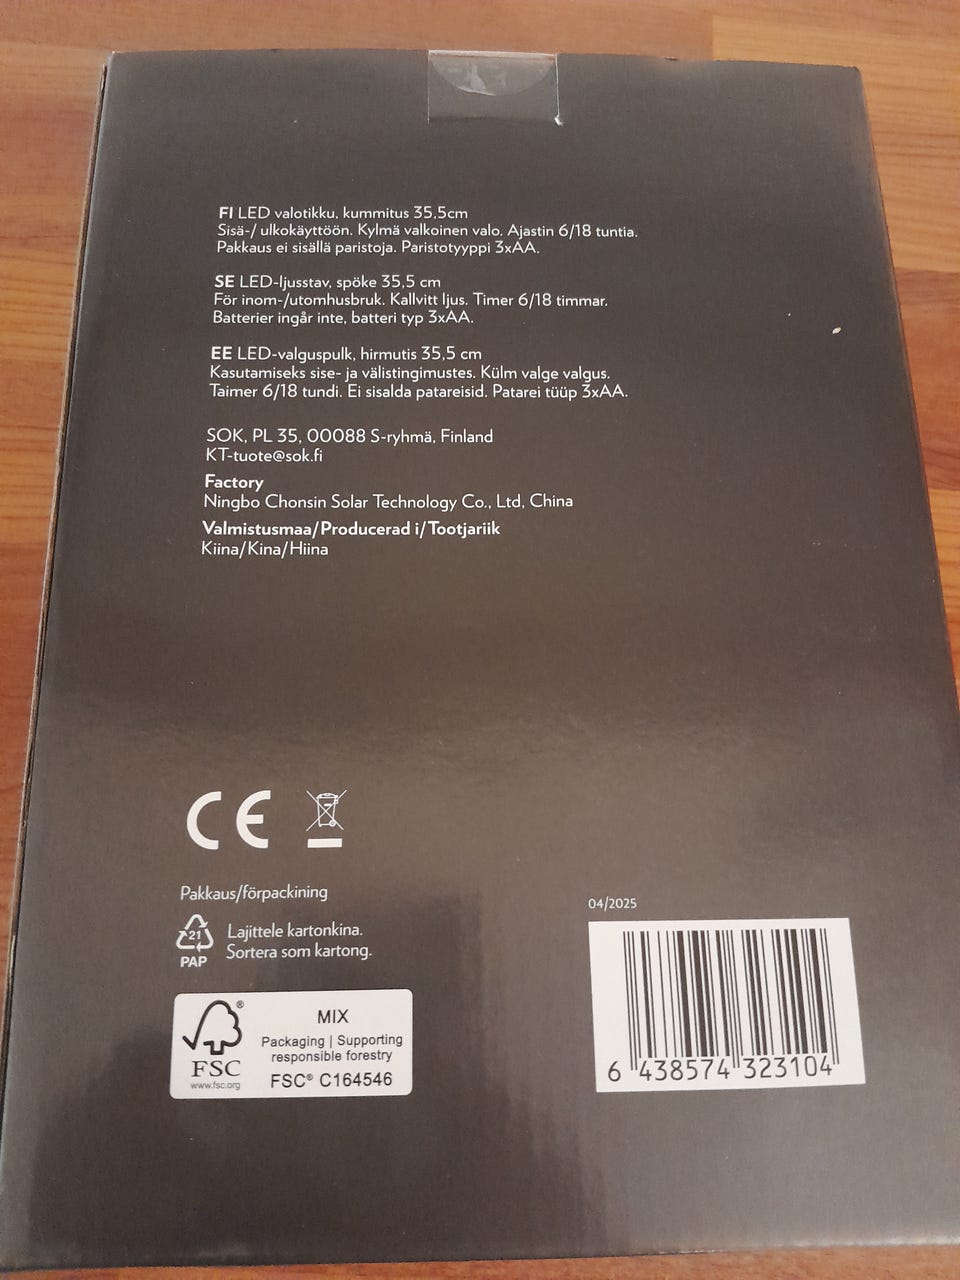 FI LED valotikku, kummitus 35,5cm
Sisä-/ ulkokäyttöön. Kylmä valkoinen valo. Ajastin 6/18 tuntia.
Pakkaus ei sisällä paristoja. Paristotyyppi 3xAA.
SE LED-ljusstav, spöke 35,5 cm
För inom-/utomhusbruk. Kallvitt ljus. Timer 6/18 timmar.
Batterier ingår inte, batteri typ 3xAA.
EE LED-valguspulk, hirmutis 35,5 cm
Kasutamiseks sise- ja välistingimustes. Külm valge valgus.
Taimer 6/18 tundi. Ei sisalda patareisid. Patarei tüüp 3xAA.
SOK, PL 35, 00088 S-ryhmä, Finland
KT-tuote@sok.fi
Factory
Ningbo Chonsin Solar Technology Co., Ltd, China
Valmistusmaa/Producerad i/Tootjariik
Kiina/Kina/Hiina
CE
Pakkaus/förpackining
21
PAP
Lajittele kartonkina.
Sortera som kartong.
FSC®
www.fsc.org
MIX
Packaging | Supporting
responsible forestry
FSC® C164546
04/2025
6 438574 323104